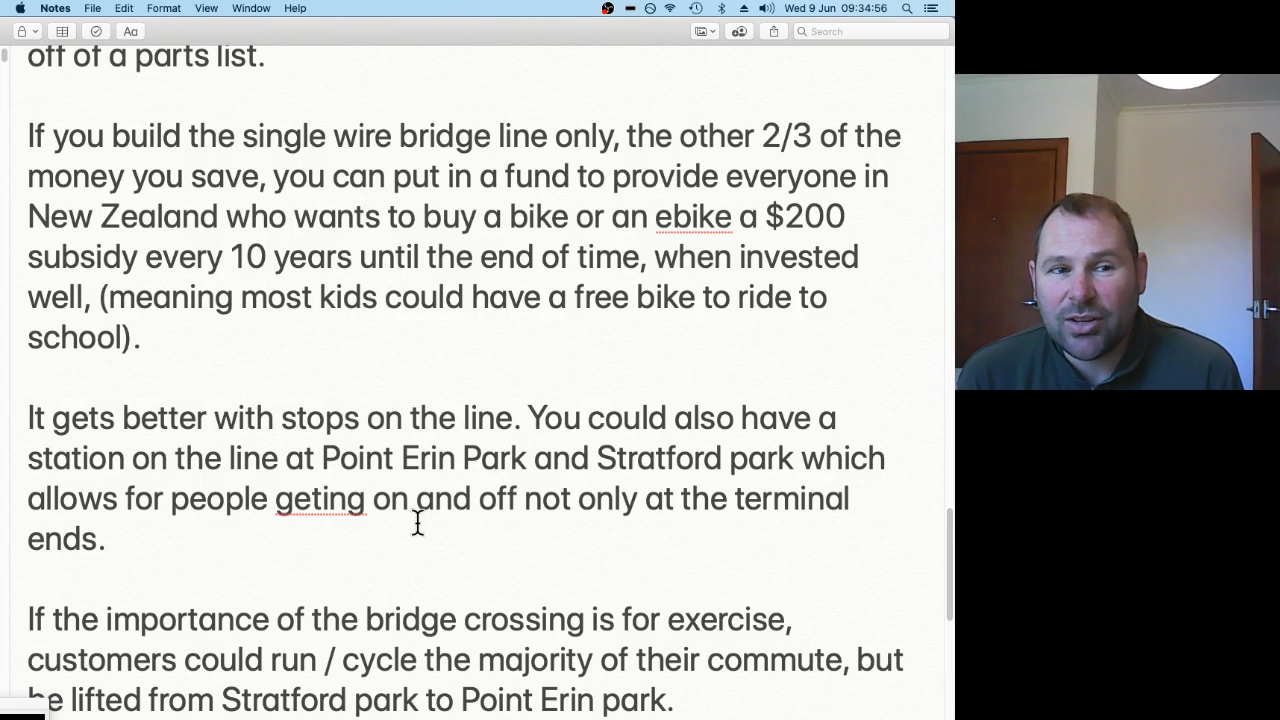 Notes File Edit Format View Window Help Wed 9 Jun 09:34:56
Aa Search
off of a parts list.
If you build the single wire bridge line only, the other 2/3 of the
money you save, you can put in a fund to provide everyone in
New Zealand who wants to buy a bike or an ebike a $200
subsidy every 10 years until the end of time, when invested
well, (meaning most kids could have a free bike to ride to
school).
It gets better with stops on the line. You could also have a
station on the line at Point Erin Park and Stratford park which
allows for people geting on and off not only at the terminal
ends.
If the importance of the bridge crossing is for exercise,
customers could run / cycle the majority of their commute, but
be lifted from Stratford park to Point Erin park.